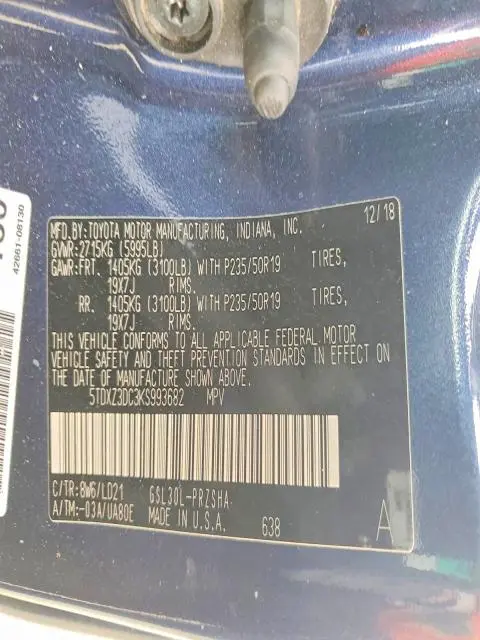 MFD.BY:TOYOTA MOTOR MANUFACTURING, INDIANA, INC. 12/18
GVWR:2715KG (5995LB)
GAWR:FRT. 1405KG (3100LB) WITH P235/50R19 TIRES,
19X7J RIMS.
RR. 1405KG (3100LB) WITH P235/50R19 TIRES,
19X7J RIMS.
THIS VEHICLE CONFORMS TO ALL APPLICABLE FEDERAL MOTOR
VEHICLE SAFETY AND THEFT PREVENTION STANDARDS IN EFFECT ON
THE DATE OF MANUFACTURE SHOWN ABOVE.
5TDXZ3DC3KS993682 MPV
C/TR:8W6/LD21 GSL30L-PRZSHA
A/TM:-03A/UA80E MADE IN U.S.A. 638 A
42661-08130